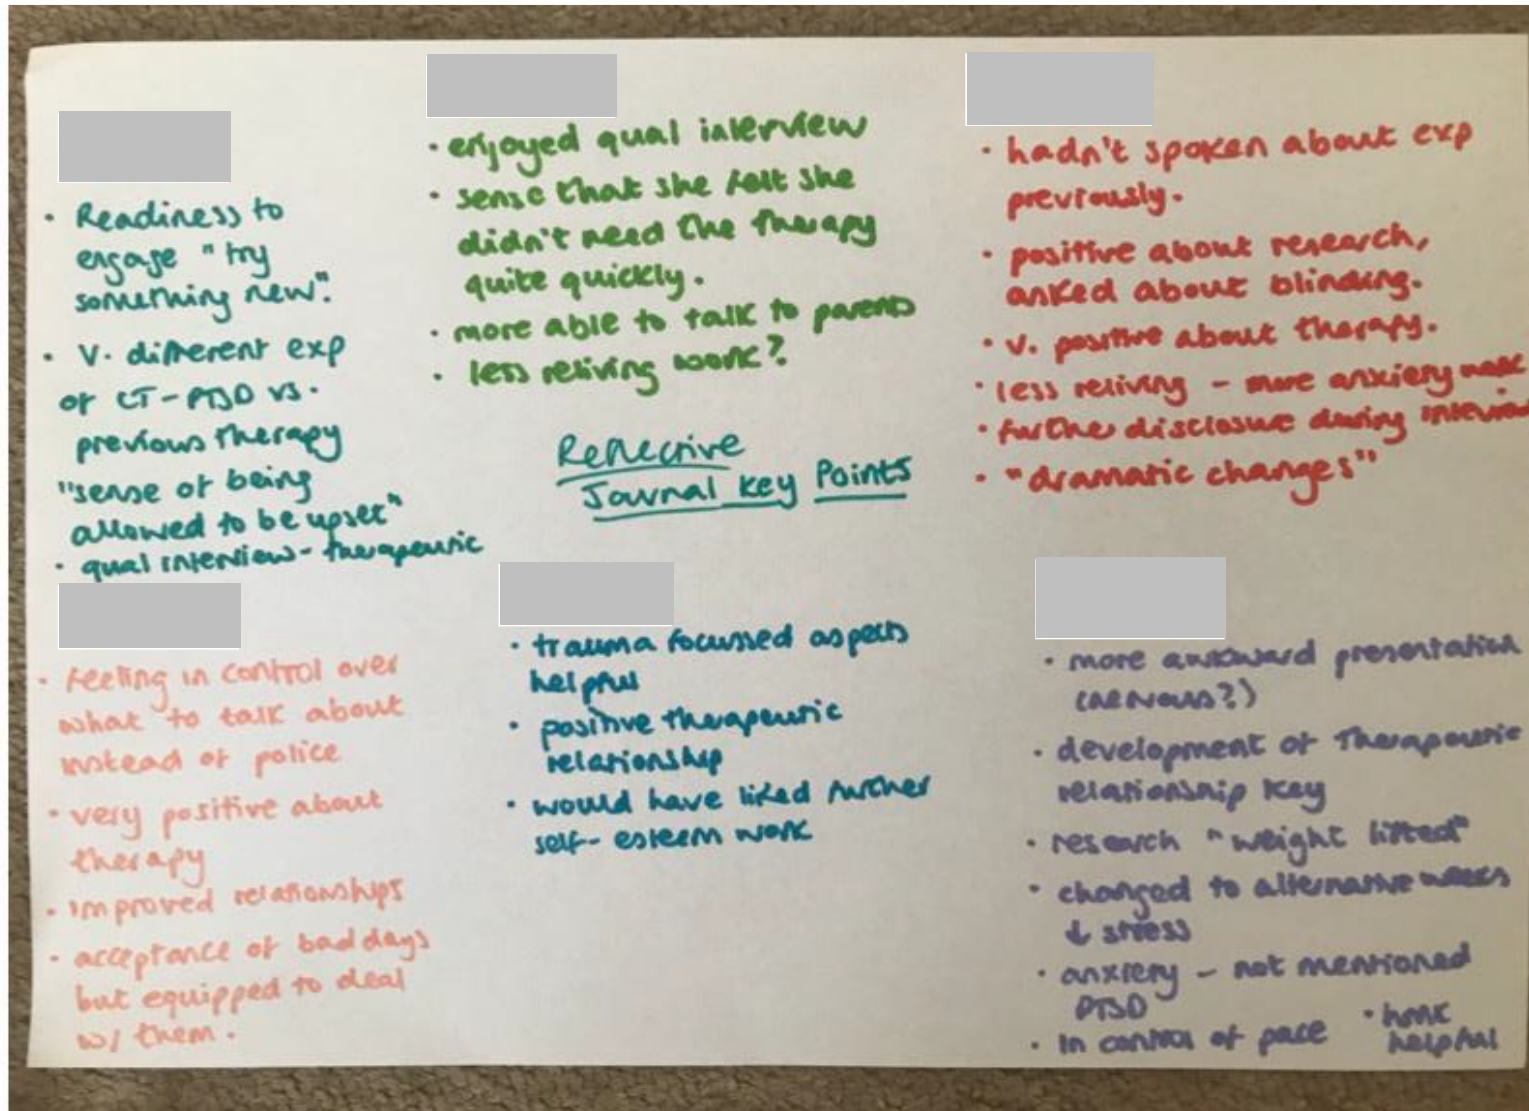 · Readiness to
engage "try
something new".
· V. different exp
of CT-PTSD vs.
previous therapy
"sense of being
allowed to be upset"
· qual interview - therapeutic
· enjoyed qual interview
· sense that she felt she
didn't need the therapy
quite quickly.
· more able to talk to parents
· less reliving work?
· hadn't spoken about exp
previously.
· positive about research,
asked about blinding.
· v. positive about therapy.
· less reliving - more anxiety work
· further disclosure during interview
· "dramatic changes"
Reflective
Journal Key Points
· feeling in control over
what to talk about
instead of police
· very positive about
therapy
· improved relationships
· acceptance of bad days
but equipped to deal
w/ them.
· trauma focussed aspects
helpful
· positive therapeutic
relationship
· would have liked further
self-esteem work
· more awkward presentation
(nervous?)
· development of therapeutic
relationship key
· research "weight lifted"
· changed to alternative weeks
↓ stress
· anxiety - not mentioned
PTSD
· In control of pace
· helpful